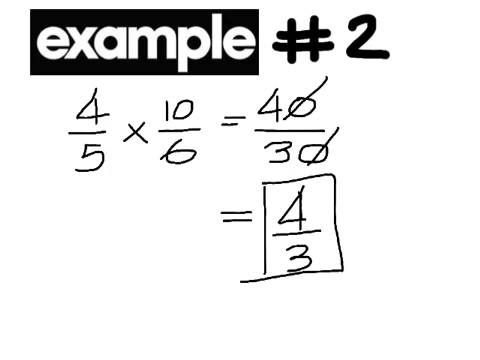 example #2
4/5 × 10/6 = 40/30
= 4/3